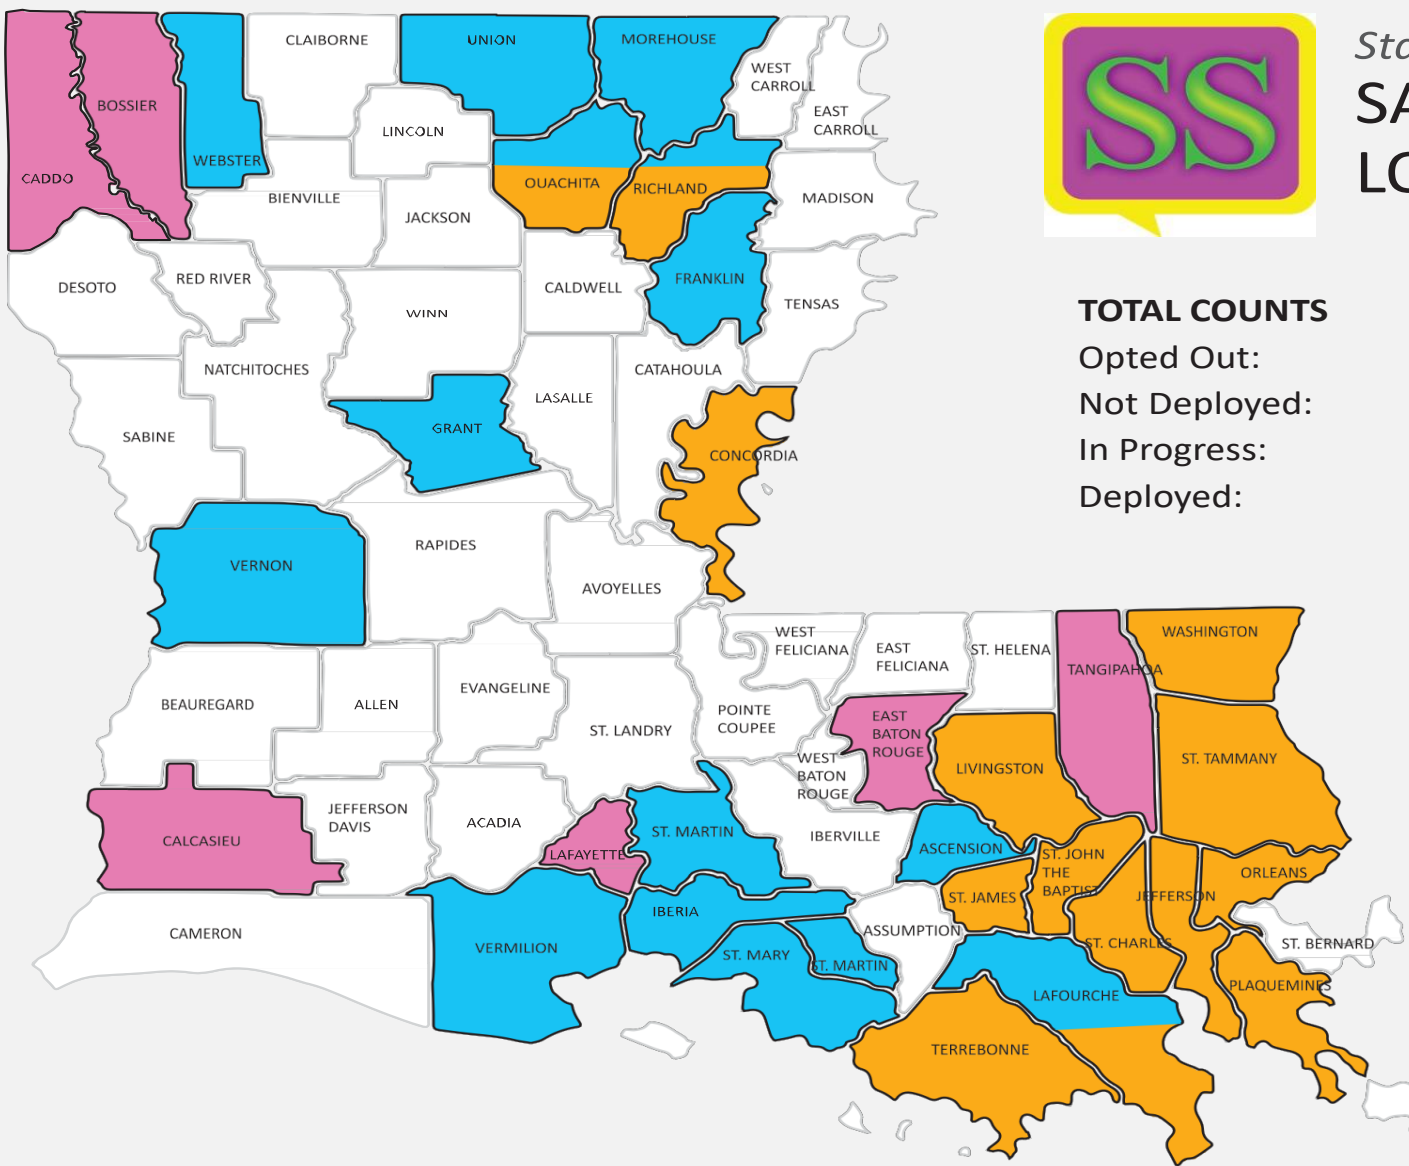 CLAIBORNE
UNION
MOREHOUSE
WEST
CARROLL
EAST
CARROLL
BOSSIER
LINCOLN
WEBSTER
CADDO
OUACHITA
RICHLAND
BIENVILLE
MADISON
JACKSON
RED RIVER
FRANKLIN
DESOTO
CALDWELL
TENSAS
WINN
NATCHITOCHES
CATAHOULA
LASALLE
GRANT
SABINE
CONCORDIA
RAPIDES
VERNON
AVOYELLES
WEST
FELICIANA
EAST
FELICIANA
ST. HELENA
TANGIPAHOA
WASHINGTON
EVANGELINE
BEAUREGARD
ALLEN
POINTE
COUPEE
EAST
BATON
ROUGE
ST. LANDRY
WEST
BATON
ROUGE
LIVINGSTON
ST. TAMMANY
JEFFERSON
DAVIS
ACADIA
ST. MARTIN
IBERVILLE
CALCASIEU
LAFAYETTE
ASCENSION
ST. JOHN
THE
BAPTIST
ORLEANS
ST. JAMES
JEFFERSON
IBERIA
CAMERON
ASSUMPTION
VERMILION
ST. MARY
ST. MARTIN
ST. CHARLES
ST. BERNARD
LAFOURCHE
PLAQUEMINES
TERREBONNE
SS
Sta
SA
LO
TOTAL COUNTS
Opted Out:
Not Deployed:
In Progress:
Deployed: